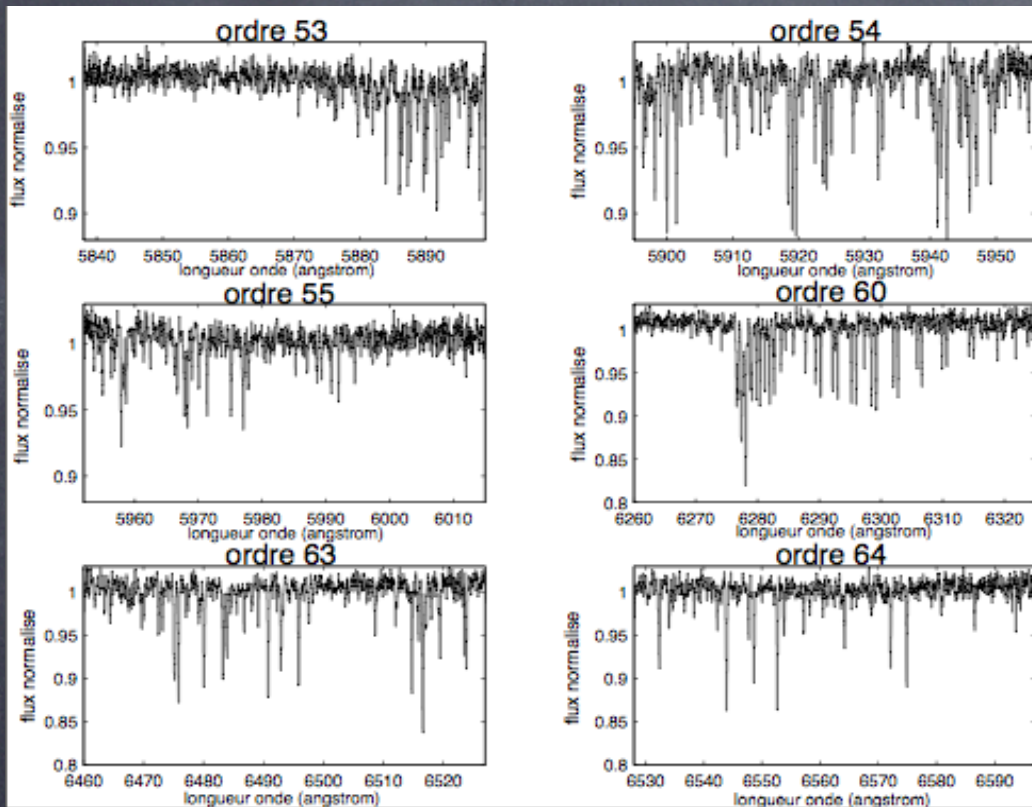 ordre 53
flux normalise
1
0.95
0.9
5840 5850 5860 5870 5880 5890
longueur onde (angstrom)
ordre 54
flux normalise
1
0.95
0.9
5900 5910 5920 5930 5940 5950
longueur onde (angstrom)
ordre 55
flux normalise
1
0.95
0.9
5960 5970 5980 5990 6000 6010
longueur onde (angstrom)
ordre 60
flux normalise
1
0.95
0.9
0.85
0.8
6260 6270 6280 6290 6300 6310 6320
longueur onde (angstrom)
ordre 63
flux normalise
1
0.95
0.9
0.85
0.8
6460 6470 6480 6490 6500 6510 6520
longueur onde (angstrom)
ordre 64
flux normalise
1
0.95
0.9
0.85
0.8
6530 6540 6550 6560 6570 6580 6590
longueur onde (angstrom)